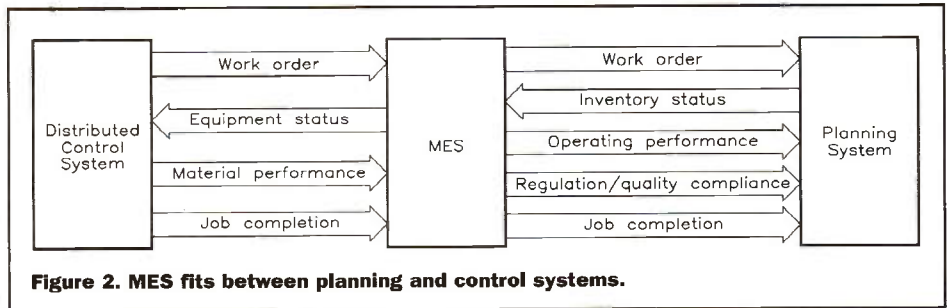 Distributed
Control
System
Work order
Equipment status
Material performance
Job completion
MES
Work order
Inventory status
Operating performance
Regulation/quality compliance
Job completion
Planning
System
Figure 2. MES fits between planning and control systems.